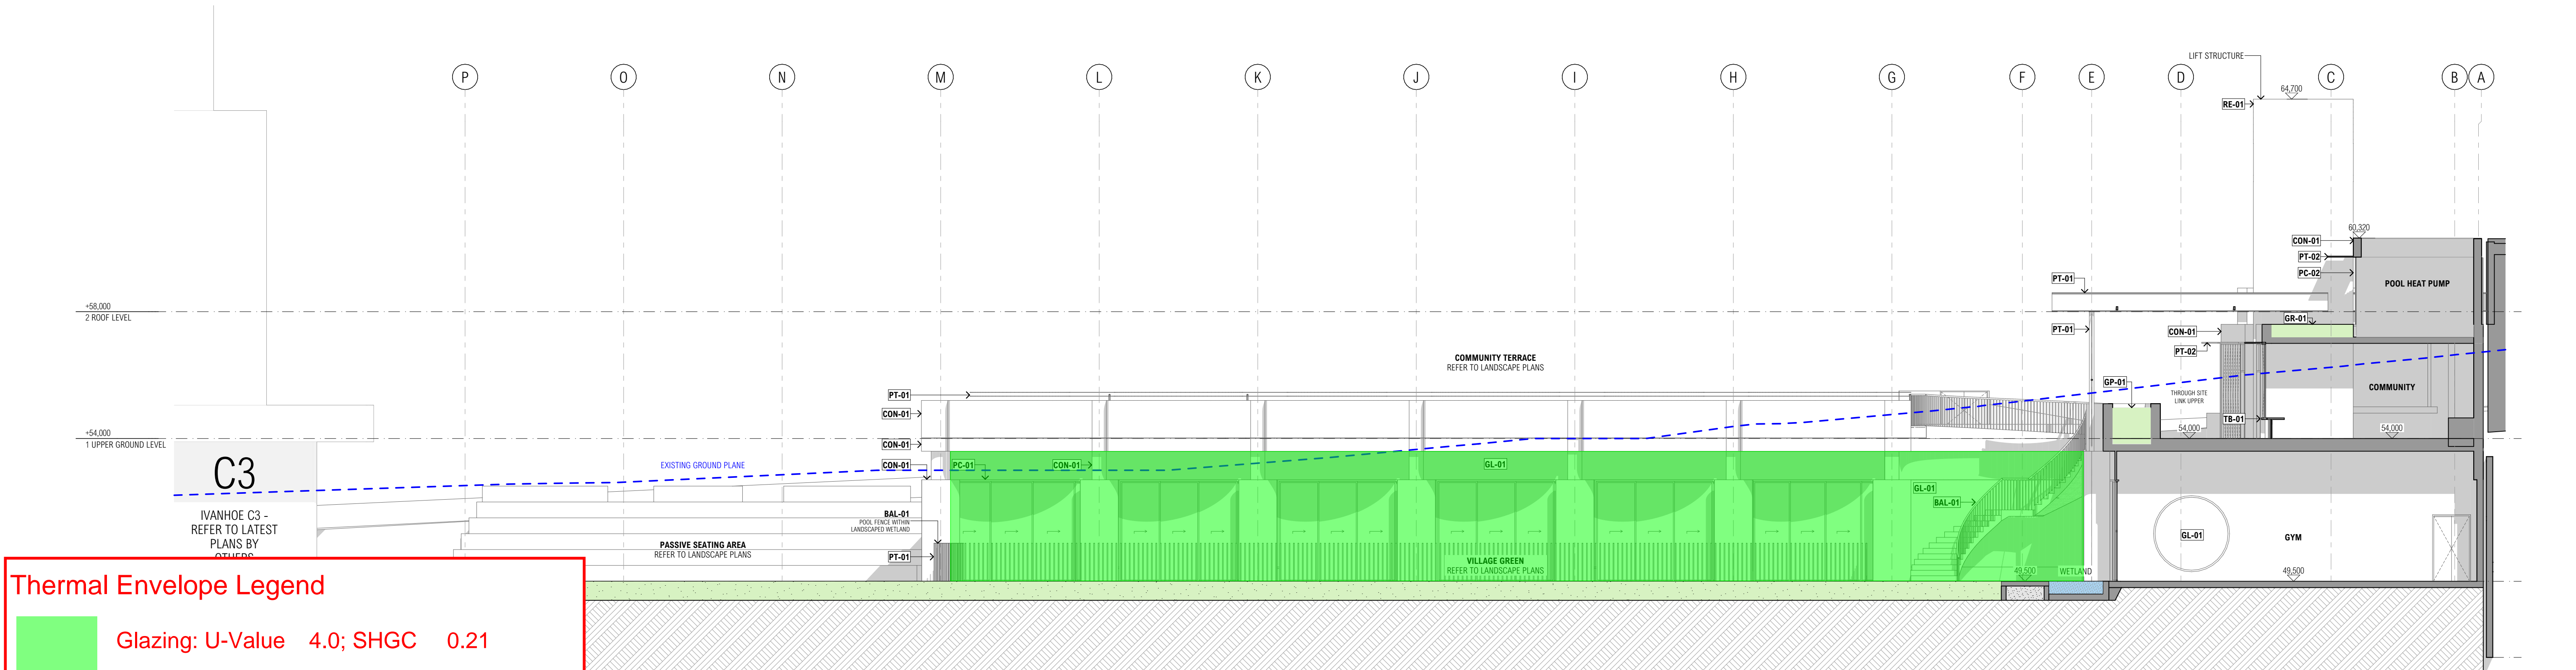 LIFT STRUCTURE
P
O
N
M
L
K
J
I
H
G
F
E
D
C
B
A
64,700
RE-01
60,320
CON-01
PT-02
PC-02
POOL HEAT PUMP
PT-01
+58,000
2 ROOF LEVEL
GR-01
PT-01
CON-01
PT-02
COMMUNITY TERRACE
REFER TO LANDSCAPE PLANS
GP-01
COMMUNITY
THROUGH SITE
LINK UPPER
PT-01
CON-01
TB-01
54,000
54,000
+54,000
1 UPPER GROUND LEVEL
CON-01
C3
EXISTING GROUND PLANE
CON-01
PC-01
CON-01
GL-01
GL-01
BAL-01
IVANHOE C3 -
REFER TO LATEST
PLANS BY
OTHERS
BAL-01
POOL FENCE WITHIN
LANDSCAPED WETLAND
PASSIVE SEATING AREA
REFER TO LANDSCAPE PLANS
PT-01
VILLAGE GREEN
REFER TO LANDSCAPE PLANS
49,500
WETLAND
GL-01
GYM
49,500
Thermal Envelope Legend
Glazing: U-Value 4.0; SHGC 0.21